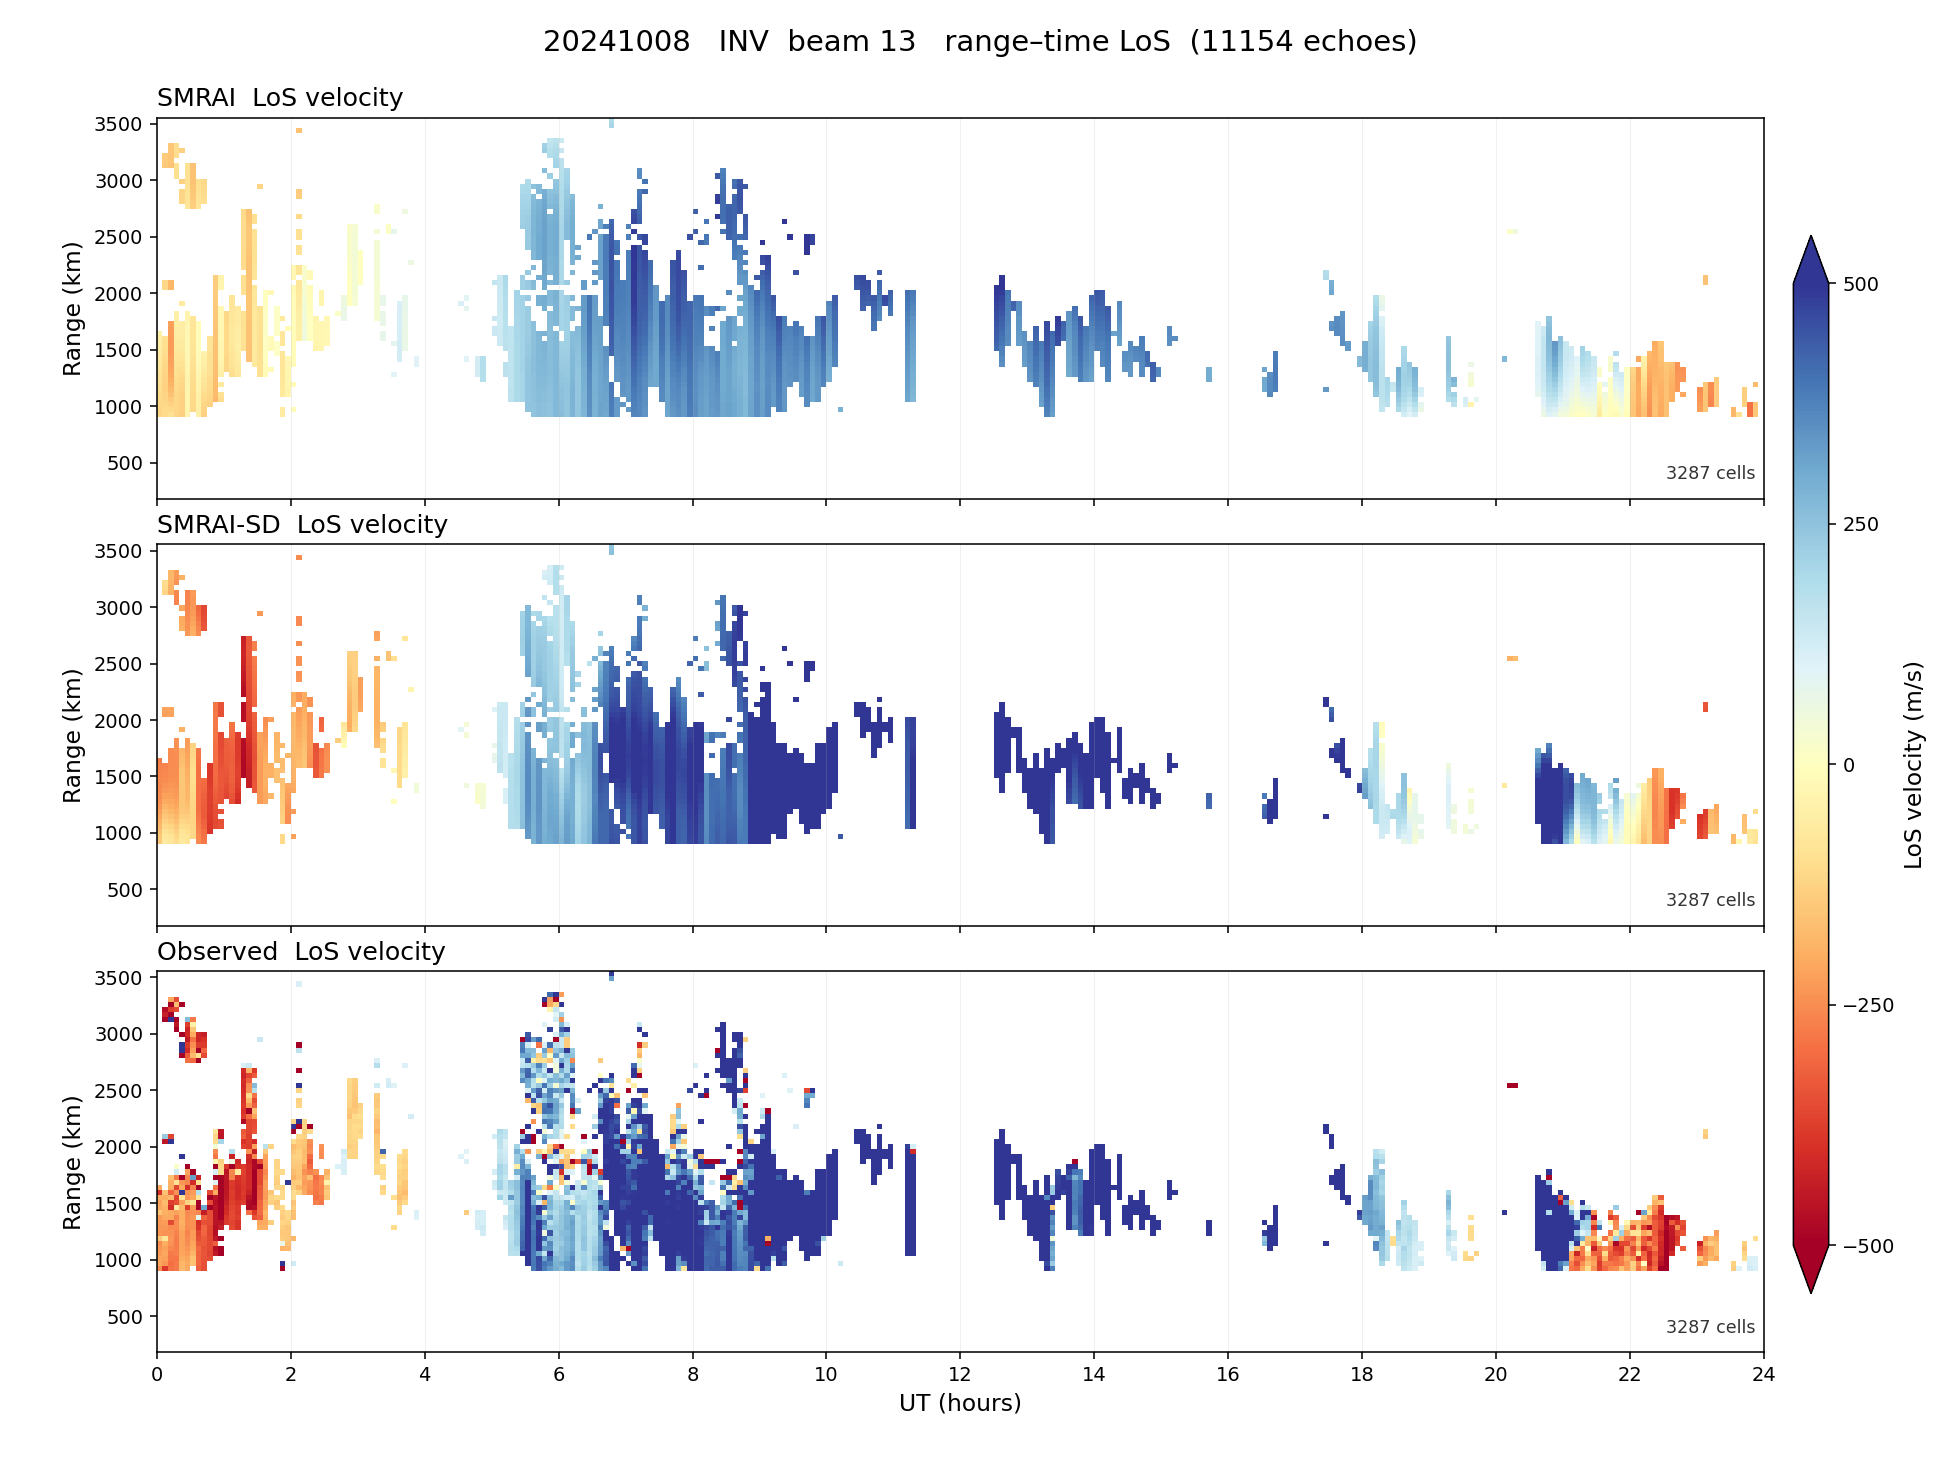 20241008   INV  beam 13   range–time LoS  (11154 echoes)
SMRAI  LoS velocity
3500
3000
2500
2000
1500
1000
500
Range (km)
3287 cells
SMRAI-SD  LoS velocity
3500
3000
2500
2000
1500
1000
500
Range (km)
3287 cells
Observed  LoS velocity
3500
3000
2500
2000
1500
1000
500
Range (km)
3287 cells
0 2 4 6 8 10 12 14 16 18 20 22 24
UT (hours)
500
250
0
−250
−500
LoS velocity (m/s)